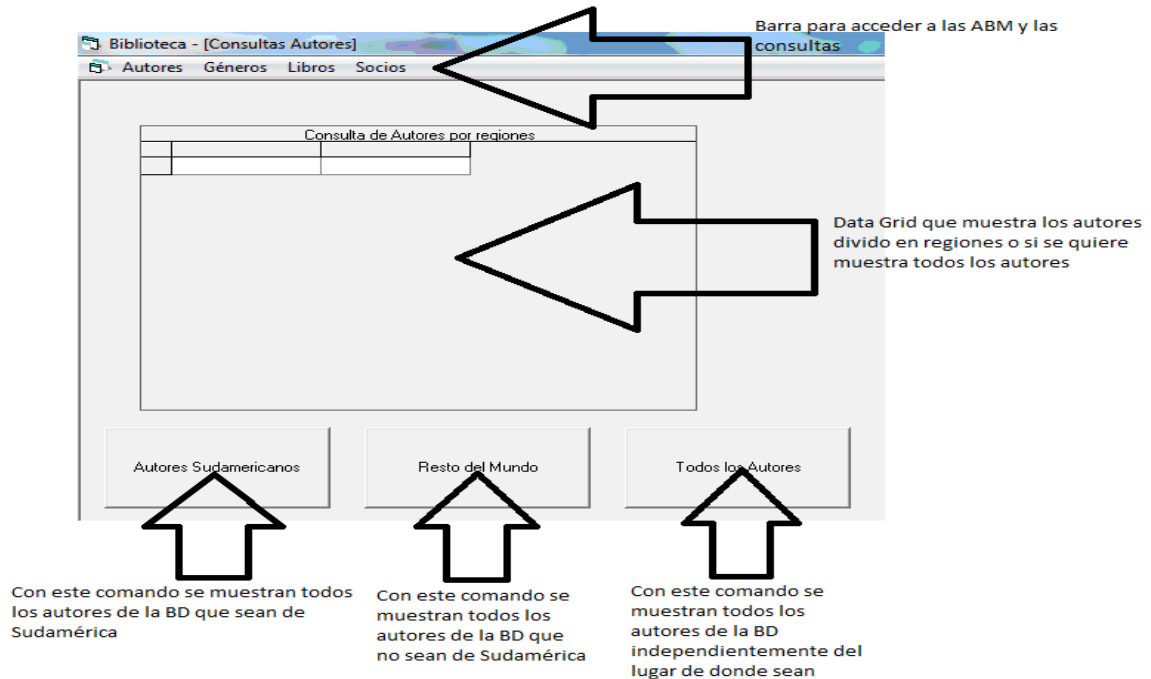 Barra para acceder a las ABM y las
consultas
Biblioteca - [Consultas Autores]
Autores Géneros Libros Socios
Consulta de Autores por regiones
Data Grid que muestra los autores
divido en regiones o si se quiere
muestra todos los autores
Autores Sudamericanos
Resto del Mundo
Todos los Autores
Con este comando se muestran todos
los autores de la BD que sean de
Sudamérica
Con este comando se
muestran todos los
autores de la BD que
no sean de Sudamérica
Con este comando se
muestran todos los
autores de la BD
independientemente del
lugar de donde sean